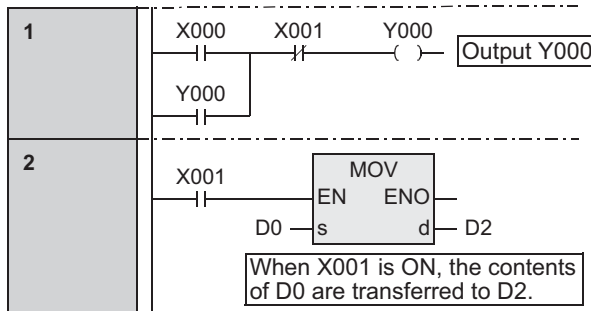 1
X000 X001 Y000
Output Y000
Y000
2
X001
MOV
EN ENO
D0 s d D2
When X001 is ON, the contents
of D0 are transferred to D2.